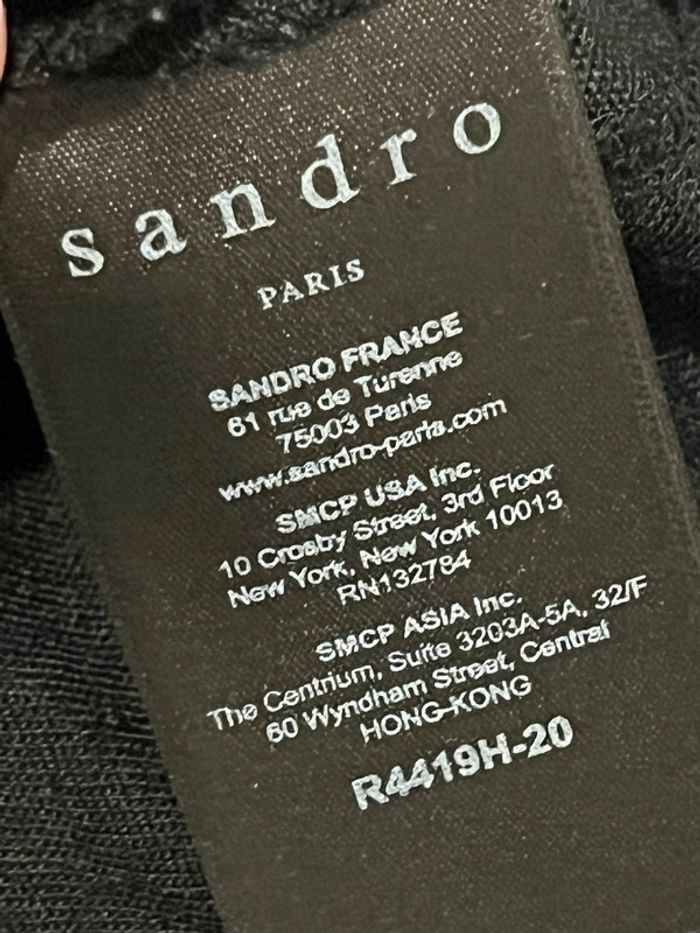 sandro
PARIS
SANDRO FRANCE
61 rue de Turenne
75003 Paris
www.sandro-paris.com
SMCP USA Inc.
10 Crosby Street, 3rd Floor
New York, New York 10013
RN132784
SMCP ASIA Inc.
The Centrium, Suite 3203A-5A, 32/F
60 Wyndham Street, Central
HONG-KONG
R4419H-20